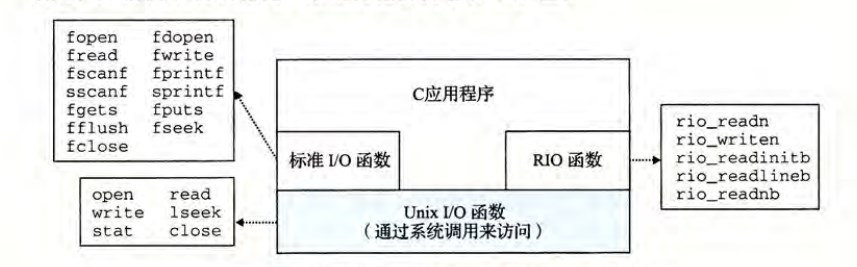 fopen fdopen
fread fwrite
fscanf fprintf
sscanf sprintf
fgets fputs
fflush fseek
fclose
C应用程序
标准 I/O 函数
RIO 函数
rio_readn
rio_writen
rio_readinitb
rio_readlineb
rio_readnb
open read
write lseek
stat close
Unix I/O 函数
(通过系统调用来访问)